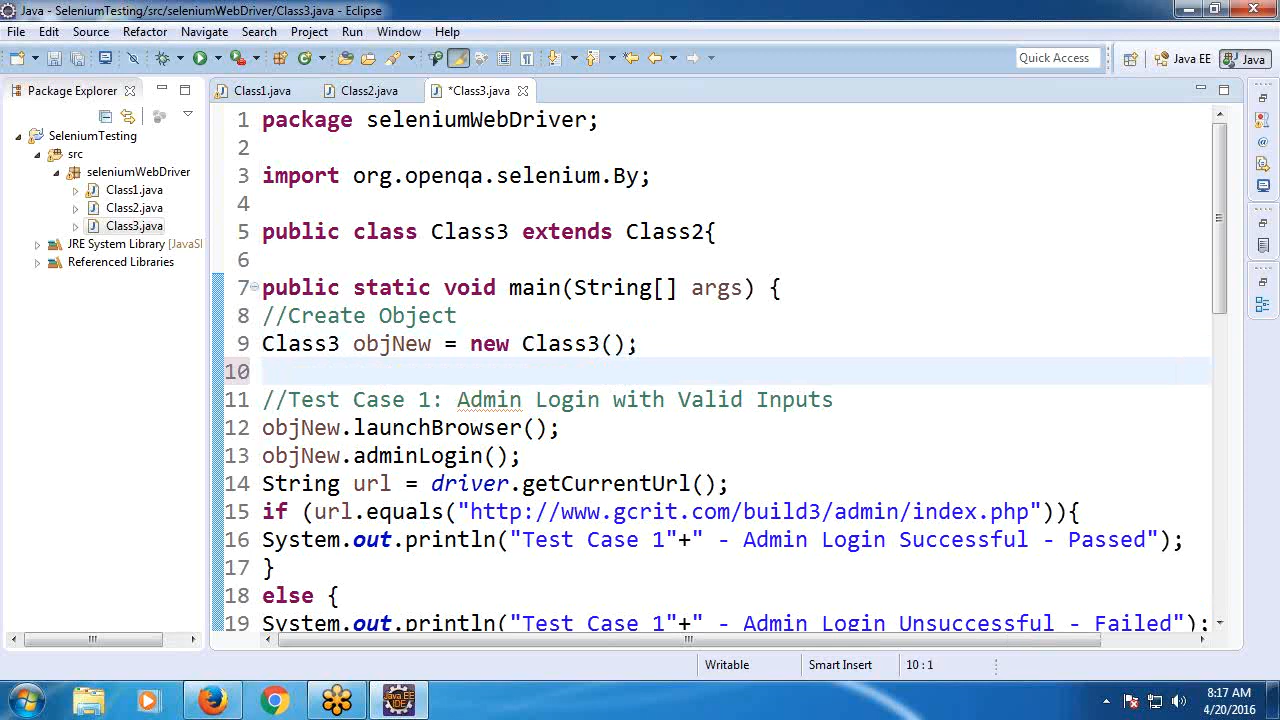 Java - SeleniumTesting/src/seleniumWebDriver/Class3.java - Eclipse
File Edit Source Refactor Navigate Search Project Run Window Help
Quick Access Java EE Java
Package Explorer
SeleniumTesting
src
seleniumWebDriver
Class1.java
Class2.java
Class3.java
JRE System Library [JavaSE
Referenced Libraries
Class1.java Class2.java *Class3.java
1 package seleniumWebDriver;
2
3 import org.openqa.selenium.By;
4
5 public class Class3 extends Class2{
6
7 public static void main(String[] args) {
8 //Create Object
9 Class3 objNew = new Class3();
10
11 //Test Case 1: Admin Login with Valid Inputs
12 objNew.launchBrowser();
13 objNew.adminLogin();
14 String url = driver.getCurrentUrl();
15 if (url.equals("http://www.gcrit.com/build3/admin/index.php")){
16 System.out.println("Test Case 1"+" - Admin Login Successful - Passed");
17 }
18 else {
19 System.out.println("Test Case 1"+" - Admin Login Unsuccessful - Failed");
Writable Smart Insert 10 : 1
Java EE
IDE
8:17 AM
4/20/2016